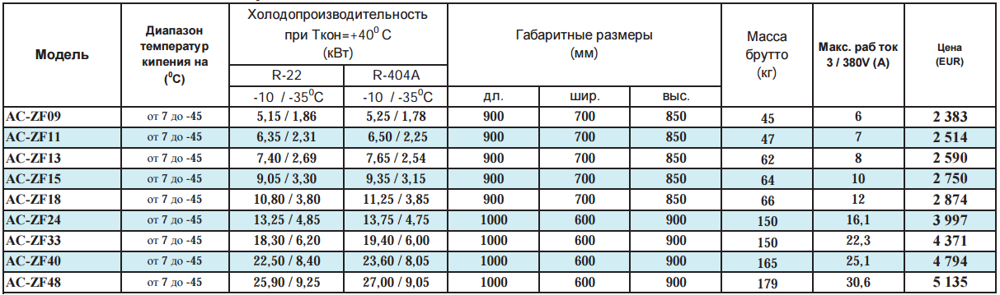 Модель
Диапазон
температур
кипения на
(⁰C)
Холодопроизводительность
при Ткон=+40⁰ C
(кВт)
R-22
R-404A
-10 / -35⁰C
-10 / -35⁰C
Габаритные размеры
(мм)
дл.
шир.
выс.
Масса
брутто
(кг)
Макс. раб ток
3 / 380V (A)
Цена
(EUR)
AC-ZF09 от 7 до -45 5,15 / 1,86 5,25 / 1,78 900 700 850 45 6 2 383
AC-ZF11 от 7 до -45 6,35 / 2,31 6,50 / 2,25 900 700 850 47 7 2 514
AC-ZF13 от 7 до -45 7,40 / 2,69 7,65 / 2,54 900 700 850 62 8 2 590
AC-ZF15 от 7 до -45 9,05 / 3,30 9,35 / 3,15 900 700 850 64 10 2 750
AC-ZF18 от 7 до -45 10,80 / 3,80 11,25 / 3,85 900 700 850 66 12 2 874
AC-ZF24 от 7 до -45 13,25 / 4,85 13,75 / 4,75 1000 600 900 150 16,1 3 997
AC-ZF33 от 7 до -45 18,30 / 6,20 19,40 / 6,00 1000 600 900 150 22,3 4 371
AC-ZF40 от 7 до -45 22,50 / 8,40 23,60 / 8,05 1000 600 900 165 25,1 4 794
AC-ZF48 от 7 до -45 25,90 / 9,25 27,00 / 9,05 1000 600 900 179 30,6 5 135